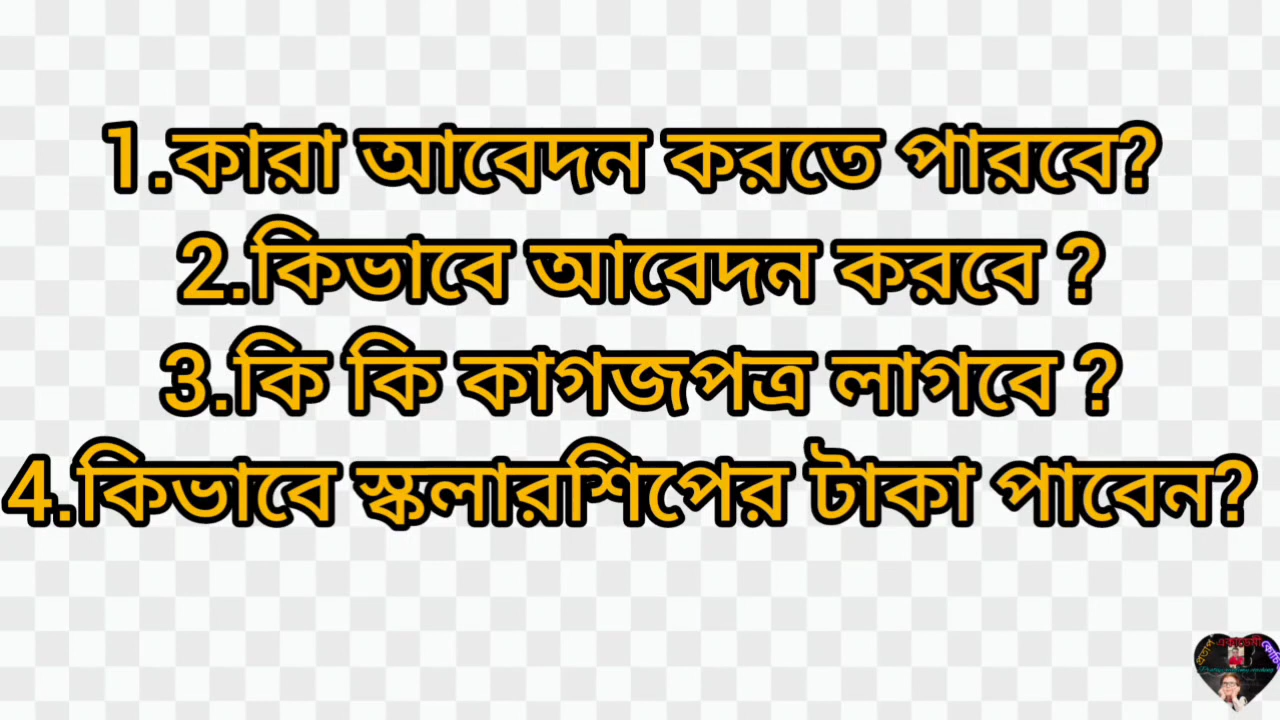 1.কারা আবেদন করতে পারবে?
2.কিভাবে আবেদন করবে ?
3.কি কি কাগজপত্র লাগবে ?
4.কিভাবে স্কলারশিপের টাকা পাবেন?